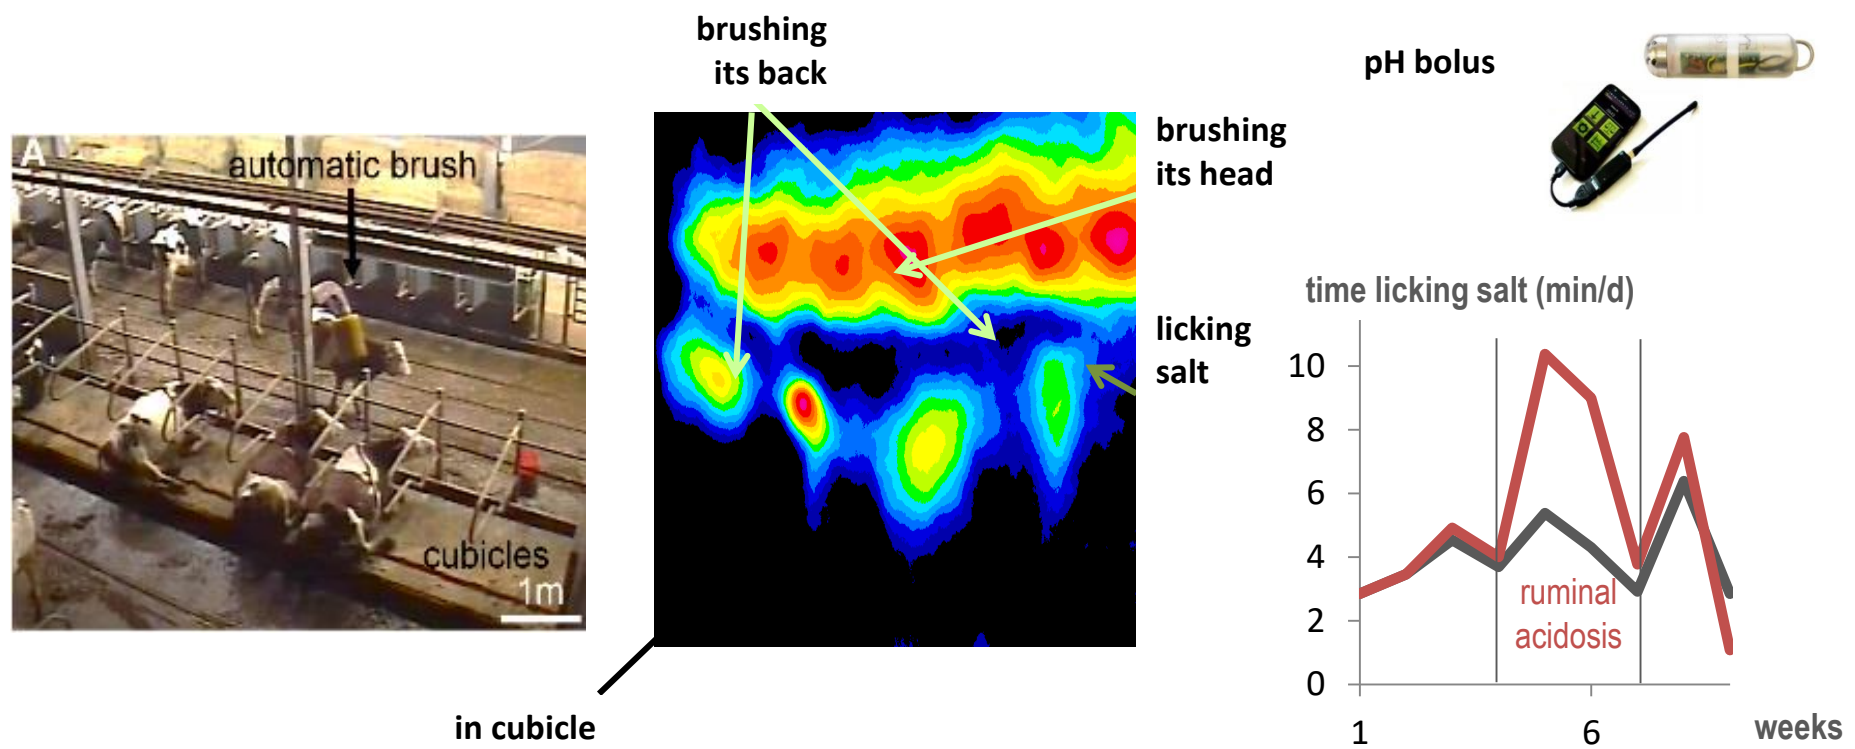 brushing
its back
A
automatic brush
cubicles
1m
in cubicle
brushing
its head
licking
salt
pH bolus
time licking salt (min/d)
10
8
6
4
2
0
ruminal
acidosis
1
6
weeks